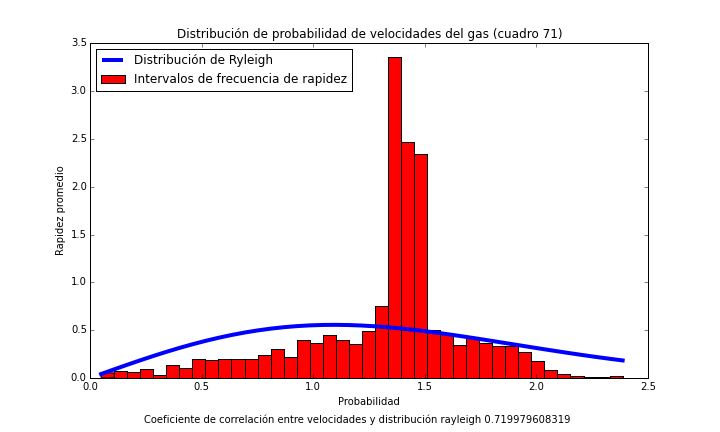 Distribución de probabilidad de velocidades del gas (cuadro 71)
3.5
3.0
2.5
2.0
1.5
1.0
0.5
0.0
Rapidez promedio
Distribución de Ryleigh
Intervalos de frecuencia de rapidez
0.0 0.5 1.0 1.5 2.0 2.5
Probabilidad
Coeficiente de correlación entre velocidades y distribución rayleigh 0.719979608319